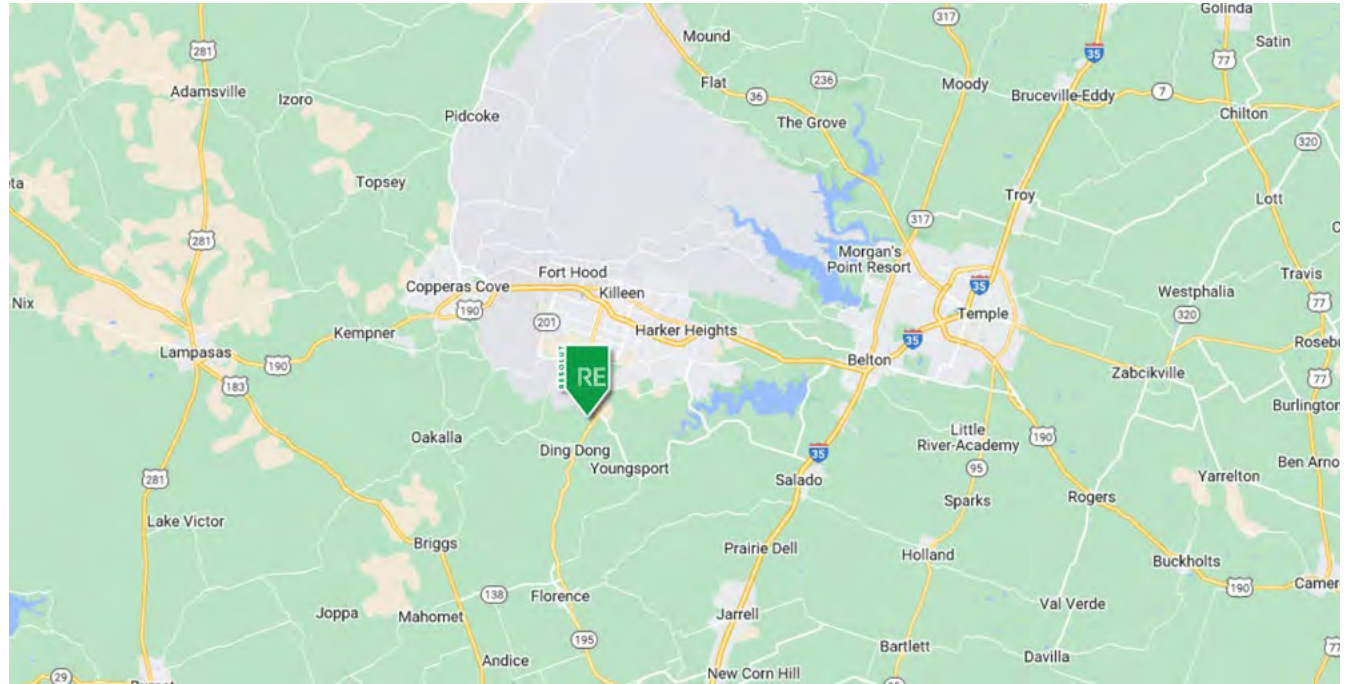 Golinda
317
Mound
Satin
281
35
77
Flat
Moody
236
Adamsville
Izoro
36
Bruceville-Eddy
7
Chilton
Pidcoke
The Grove
320
Topsey
Troy
Lott
317
281
Morgan's
Point Resort
Fort Hood
Travis
Copperas Cove
Killeen
35
Westphalia
Nix
190
77
201
Temple
320
Kempner
Harker Heights
35
Lampasas
190
Belton
RESOLUT
RE
Zabcikville
77
183
Burlington
Oakalla
Little
River-Academy
190
Ding Dong
35
Youngsport
95
281
Salado
Yarrelton
Sparks
Rogers
Lake Victor
Briggs
Prairie Dell
Holland
Buckholts
190
138
Florence
Joppa
Mahomet
Jarrell
Val Verde
195
Bartlett
77
Andice
Davilla
29
New Corn Hill